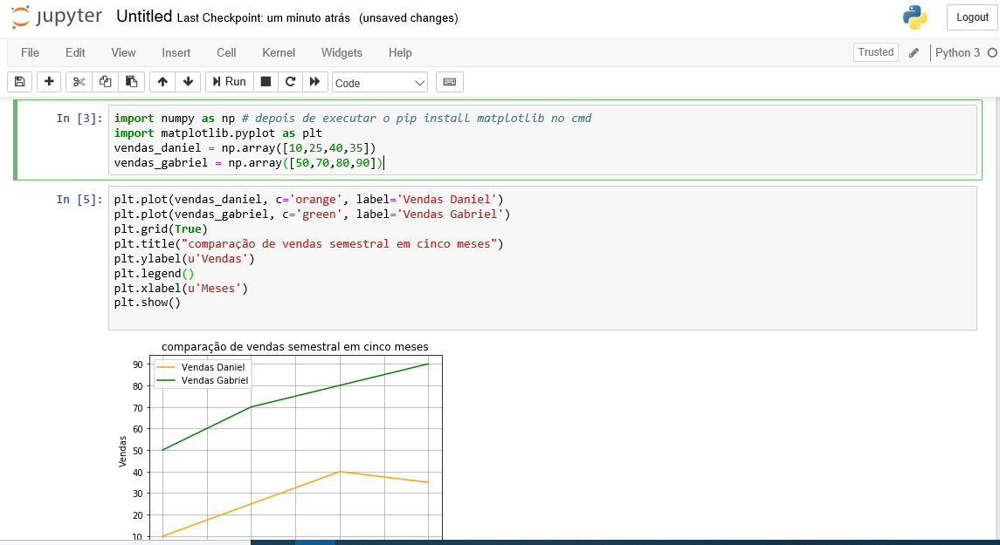 jupyter Untitled Last Checkpoint: um minuto atrás (unsaved changes) Logout
File Edit View Insert Cell Kernel Widgets Help Trusted Python 3
Run Code
In [3]: import numpy as np # depois de executar o pip install matplotlib no cmd
import matplotlib.pyplot as plt
vendas_daniel = np.array([10,25,40,35])
vendas_gabriel = np.array([50,70,80,90])
In [5]: plt.plot(vendas_daniel, c='orange', label='Vendas Daniel')
plt.plot(vendas_gabriel, c='green', label='Vendas Gabriel')
plt.grid(True)
plt.title("comparação de vendas semestral em cinco meses")
plt.ylabel(u'Vendas')
plt.legend()
plt.xlabel(u'Meses')
plt.show()
comparação de vendas semestral em cinco meses
Vendas Daniel
Vendas Gabriel
Vendas
90
80
70
60
50
40
30
20
10